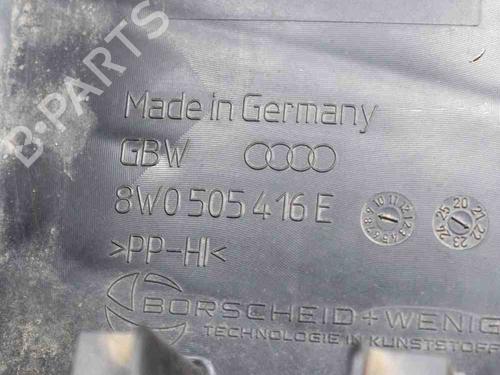 Made in Germany
GBW
8W0 505 416 E
>PP-HI<
BORSCHEID+WENIG
TECHNOLOGIE IN KUNSTSTOFF
B-PARTS